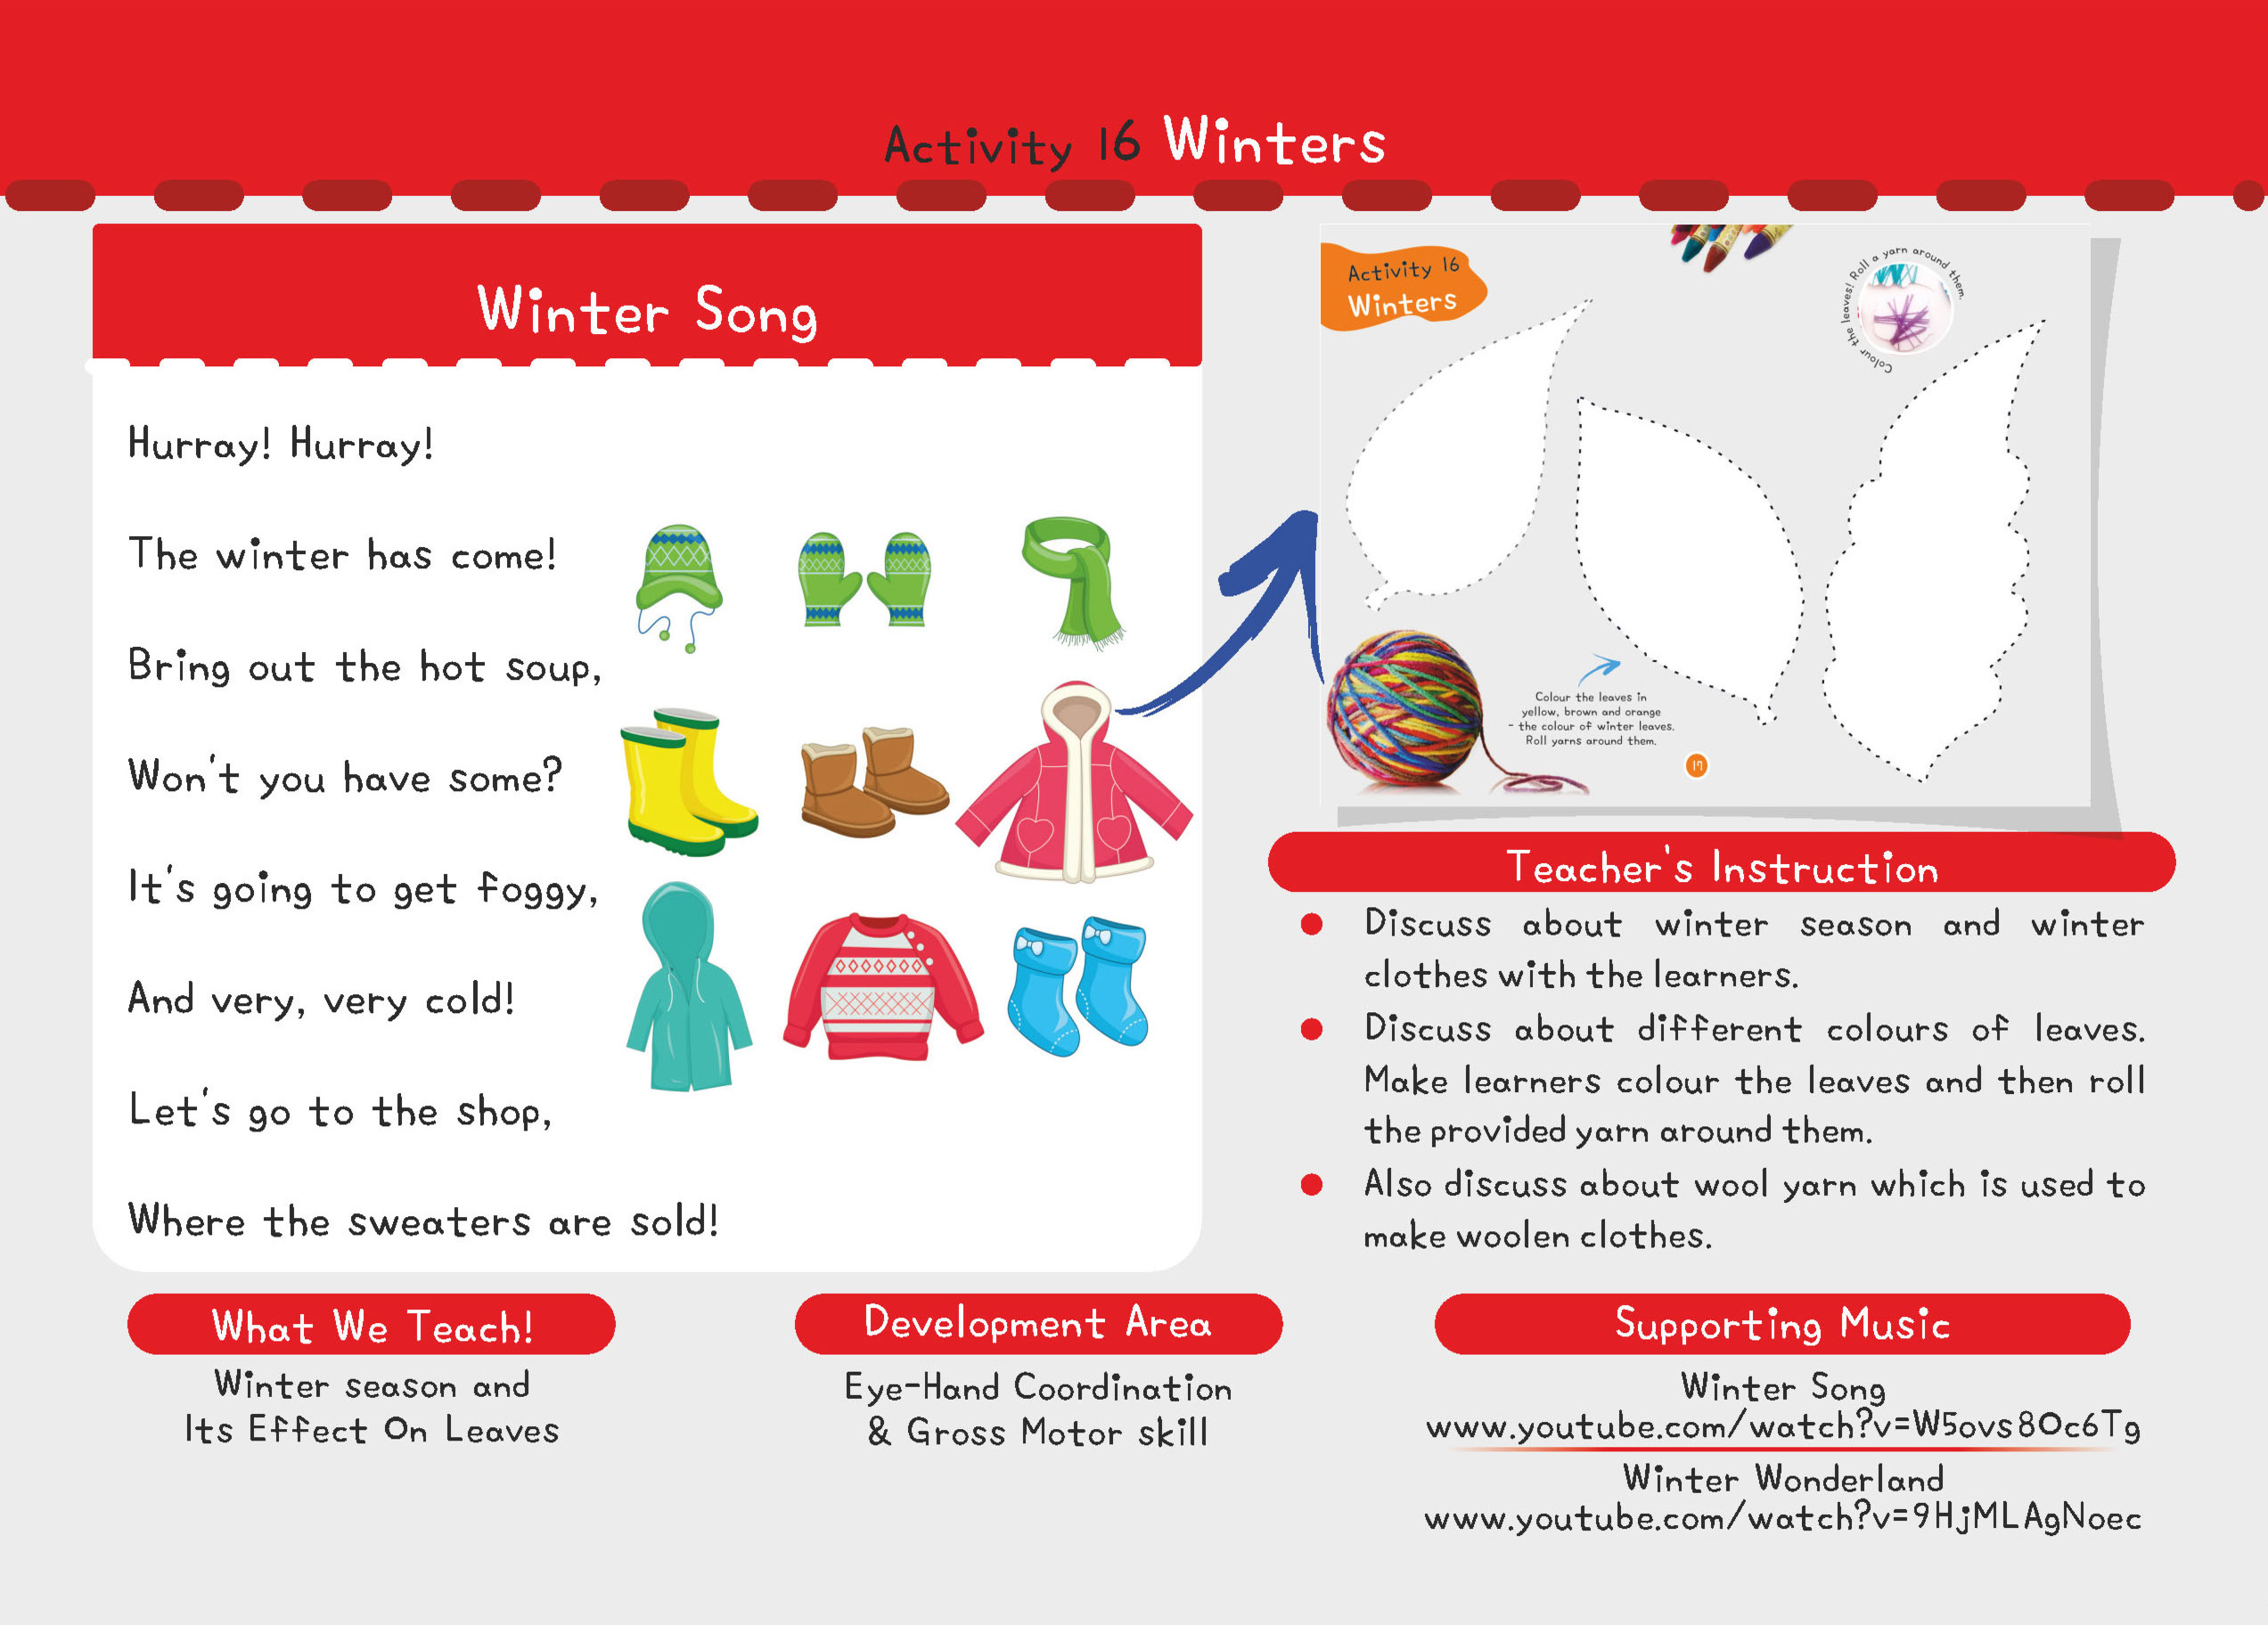 Activity 16 Winters
Winter Song
Hurray! Hurray!
The winter has come!
Bring out the hot soup,
Won't you have some?
It's going to get foggy,
And very, very cold!
Let's go to the shop,
Where the sweaters are sold!
Activity 16
Winters
Colour the leaves! Roll a yarn around them.
Colour the leaves in
yellow, brown and orange
- the colour of winter leaves.
Roll yarns around them.
17
Teacher's Instruction
Discuss about winter season and winter
clothes with the learners.
Discuss about different colours of leaves.
Make learners colour the leaves and then roll
the provided yarn around them.
Also discuss about wool yarn which is used to
make woolen clothes.
What We Teach!
Winter season and
Its Effect On Leaves
Development Area
Eye-Hand Coordination
& Gross Motor skill
Supporting Music
Winter Song
www.youtube.com/watch?v=W5ovs8Oc6Tg
Winter Wonderland
www.youtube.com/watch?v=9HjMLAgNoec